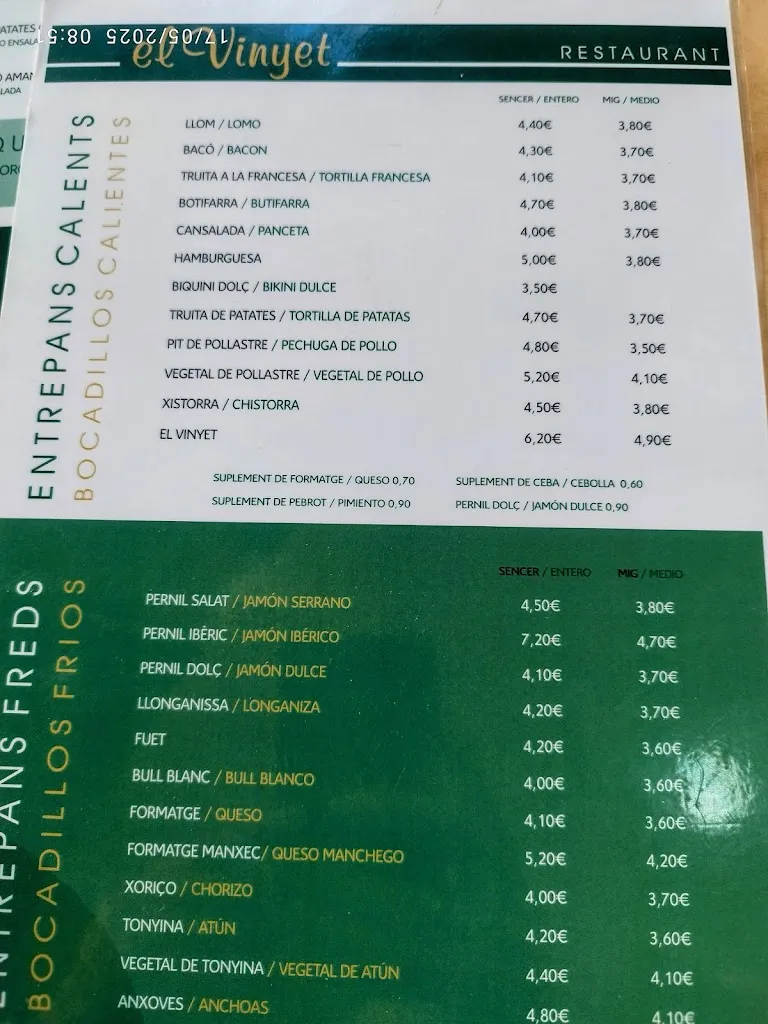 PATATES
O ENSALA
O AMAN
LADA
QU
17/05/2025 08:51
el Vinyet
RESTAURANT
ENTREPANS CALENTS
BOCADILLOS CALIENTES
SENCER / ENTERO MIG / MEDIO
LLOM / LOMO 4,40€ 3,80€
BACÓ / BACON 4,30€ 3,70€
TRUITA A LA FRANCESA / TORTILLA FRANCESA 4,10€ 3,70€
BOTIFARRA / BUTIFARRA 4,70€ 3,80€
CANSALADA / PANCETA 4,00€ 3,70€
HAMBURGUESA 5,00€ 3,80€
BIQUINI DOLÇ / BIKINI DULCE 3,50€
TRUITA DE PATATES / TORTILLA DE PATATAS 4,70€ 3,70€
PIT DE POLLASTRE / PECHUGA DE POLLO 4,80€ 3,50€
VEGETAL DE POLLASTRE / VEGETAL DE POLLO 5,20€ 4,10€
XISTORRA / CHISTORRA 4,50€ 3,80€
EL VINYET 6,20€ 4,90€
SUPLEMENT DE FORMATGE / QUESO 0,70 SUPLEMENT DE CEBA / CEBOLLA 0,60
SUPLEMENT DE PEBROT / PIMIENTO 0,90 PERNIL DOLÇ / JAMÓN DULCE 0,90
ENTREPANS FREDS
BOCADILLOS FRIOS
SENCER / ENTERO MIG / MEDIO
PERNIL SALAT / JAMÓN SERRANO 4,50€ 3,80€
PERNIL IBÈRIC / JAMÓN IBÉRICO 7,20€ 4,70€
PERNIL DOLÇ / JAMÓN DULCE 4,10€ 3,70€
LLONGANISSA / LONGANIZA 4,20€ 3,70€
FUET 4,20€ 3,60€
BULL BLANC / BULL BLANCO 4,00€ 3,60€
FORMATGE / QUESO 4,10€ 3,60€
FORMATGE MANXEC/ QUESO MANCHEGO 5,20€ 4,20€
XORIÇO / CHORIZO 4,00€ 3,70€
TONYINA / ATÚN 4,20€ 3,60€
VEGETAL DE TONYINA / VEGETAL DE ATÚN 4,40€ 4,10€
ANXOVES / ANCHOAS 4,80€ 4,10€